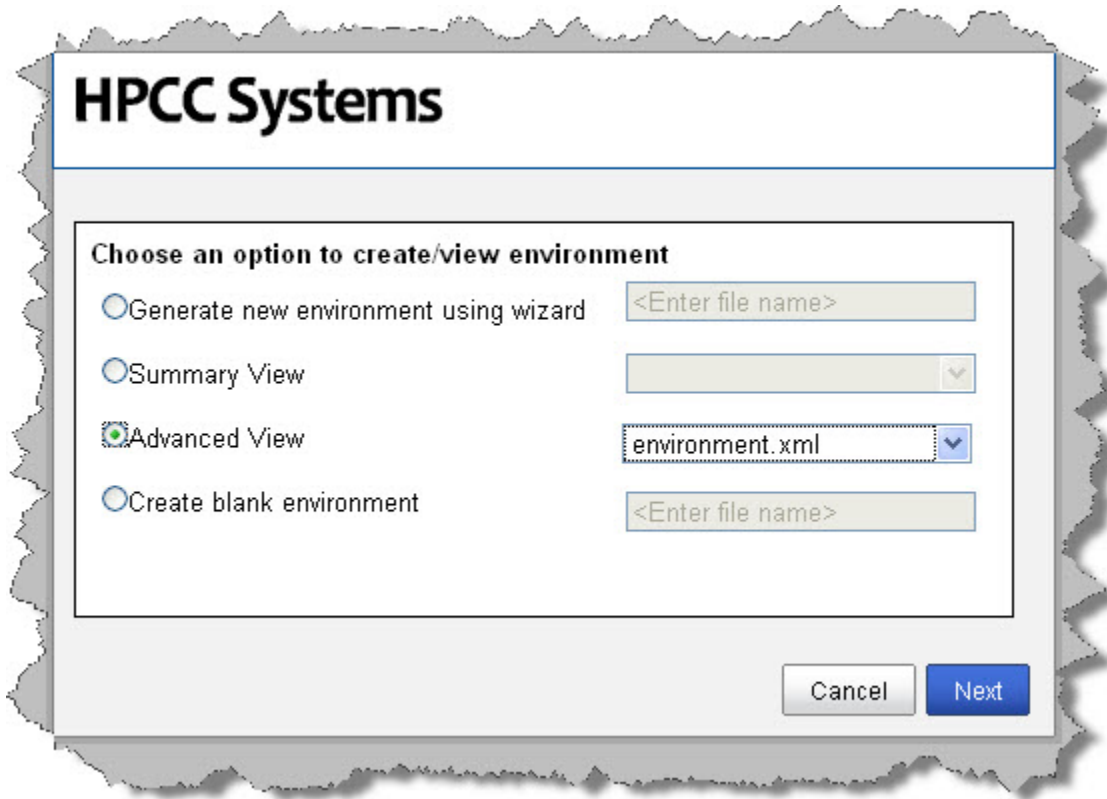 HPCC Systems
Choose an option to create/view environment
Generate new environment using wizard <Enter file name>
Summary View
Advanced View environment.xml
Create blank environment <Enter file name>
Cancel Next